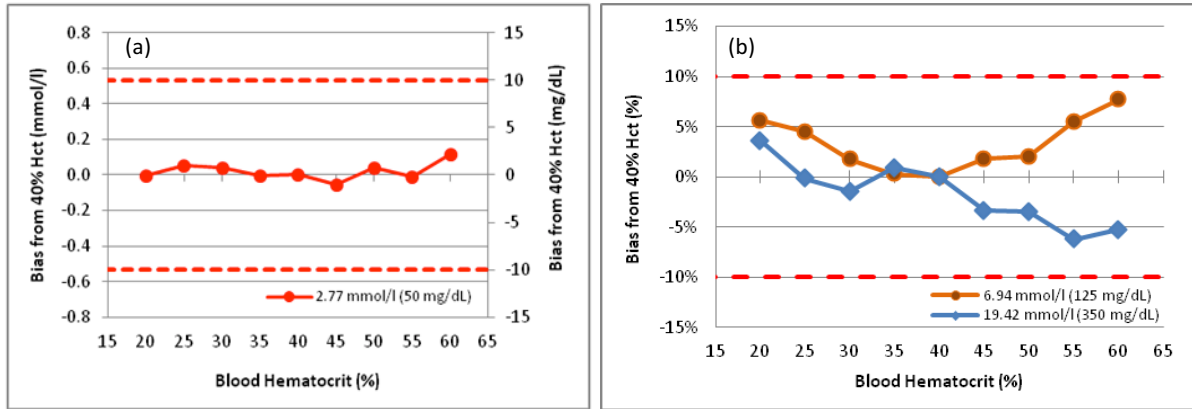 (a)
Bias from 40% Hct (mmol/l)
0.8
0.6
0.4
0.2
0.0
-0.2
-0.4
-0.6
-0.8
15
10
5
0
-5
-10
-15
Bias from 40% Hct (mg/dL)
2.77 mmol/l (50 mg/dL)
15 20 25 30 35 40 45 50 55 60 65
Blood Hematocrit (%)
(b)
Bias from 40% Hct (%)
15%
10%
5%
0%
-5%
-10%
-15%
6.94 mmol/l (125 mg/dL)
19.42 mmol/l (350 mg/dL)
15 20 25 30 35 40 45 50 55 60 65
Blood Hematocrit (%)